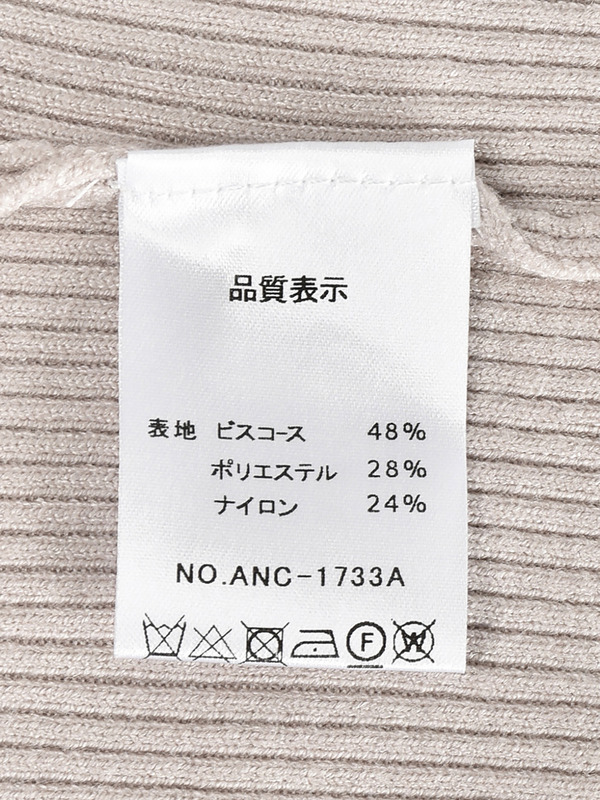 品質表示
表地 ビスコース 48%
ポリエステル 28%
ナイロン 24%
NO.ANC-1733A
F W